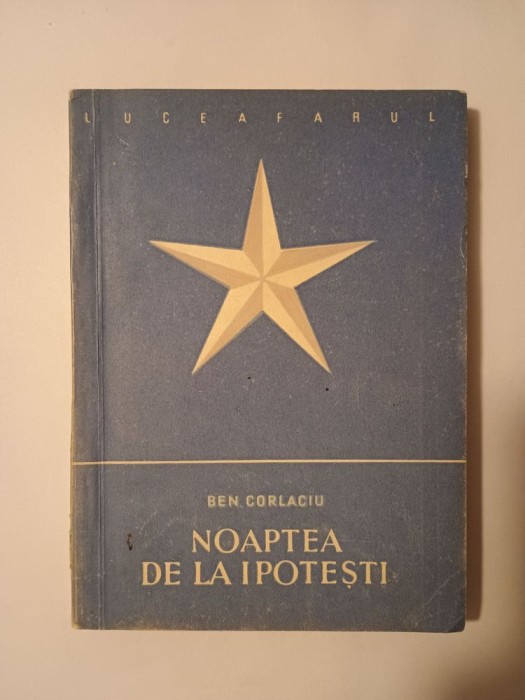 LUCEAFARUL
BEN. CORLACIU
NOAPTEA
DE LA IPOTEȘTI